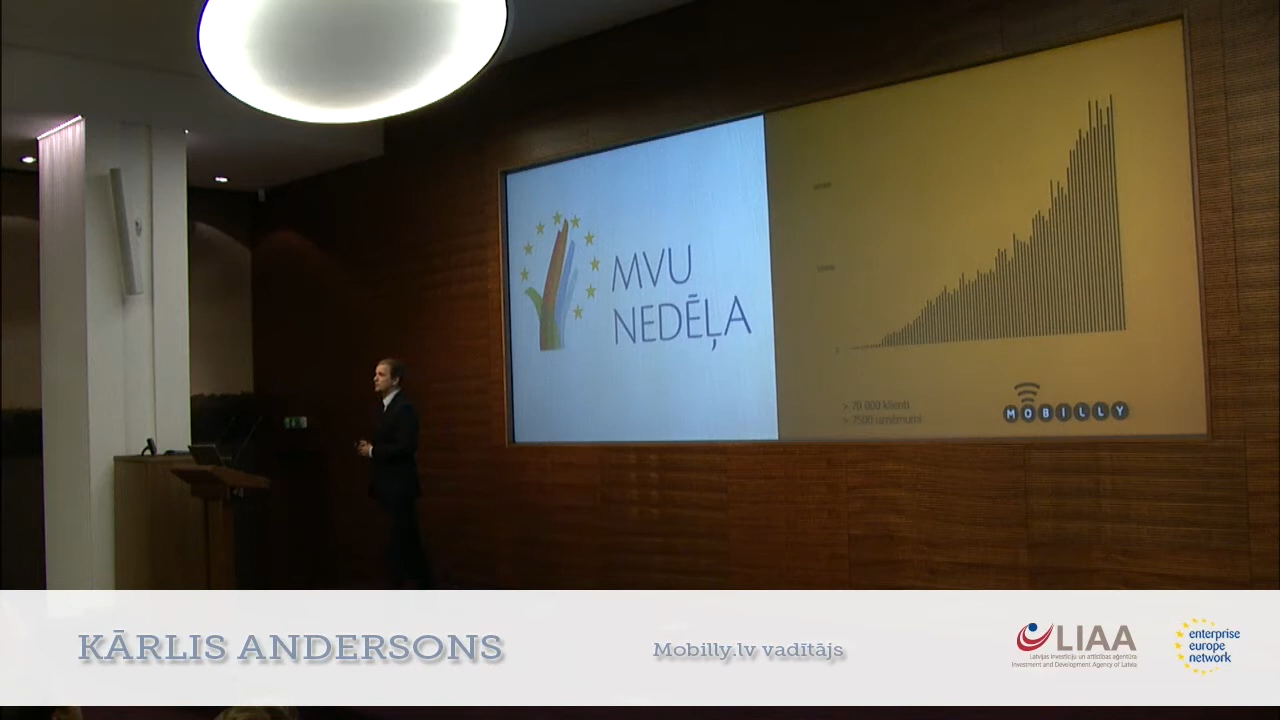 MVU
NEDĒĻA
> 70 000 klienti
> 7500 uzņēmumi
MOBILLY
KĀRLIS ANDERSONS
Mobilly.lv vadītājs
LIAA
Latvijas Investīciju un attīstības aģentūra
Investment and Development Agency of Latvia
enterprise
europe
network